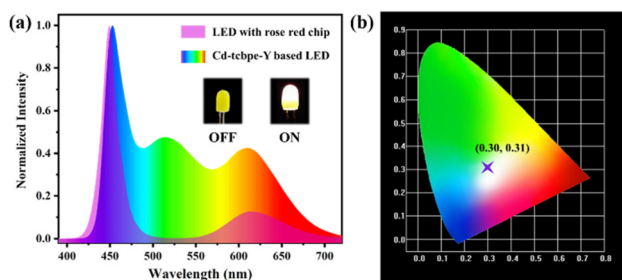 (a)
LED with rose red chip
Cd-tcbpe-Y based LED
OFF
ON
Normalized Intensity
1.0
0.8
0.6
0.4
0.2
0.0
400
450
500
550
600
650
700
Wavelength (nm)
(b)
0.9
0.8
0.7
0.6
0.5
0.4
0.3
0.2
0.1
0.0
(0.30, 0.31)
0.0 0.1 0.2 0.3 0.4 0.5 0.6 0.7 0.8